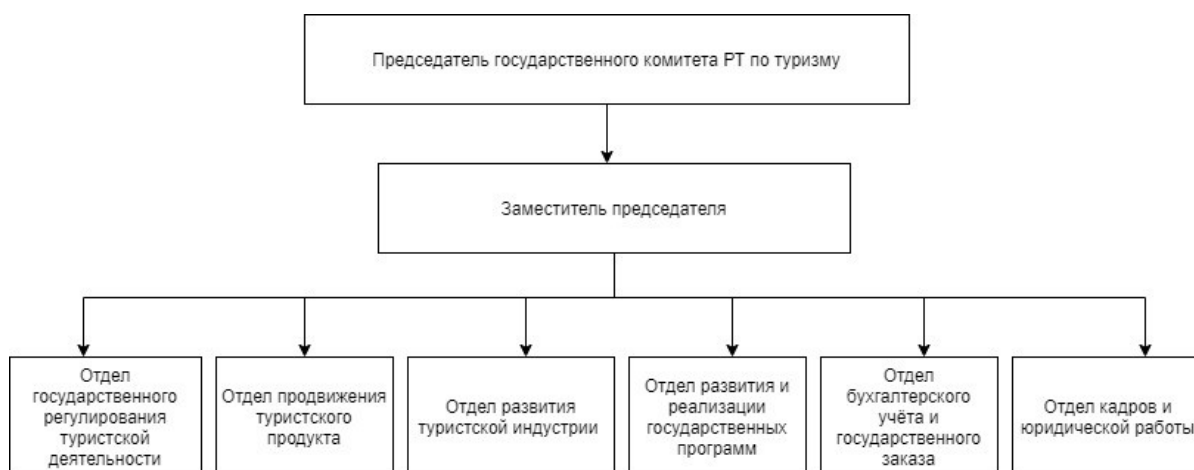 Председатель государственного комитета РТ по туризму
Заместитель председателя
Отдел
государственного
регулирования
туристской
деятельности
Отдел продвижения
туристского
продукта
Отдел развития
туристской индустрии
Отдел развития и
реализации
государственных
программ
Отдел
бухгалтерского
учёта и
государственного
заказа
Отдел кадров и
юридической работы